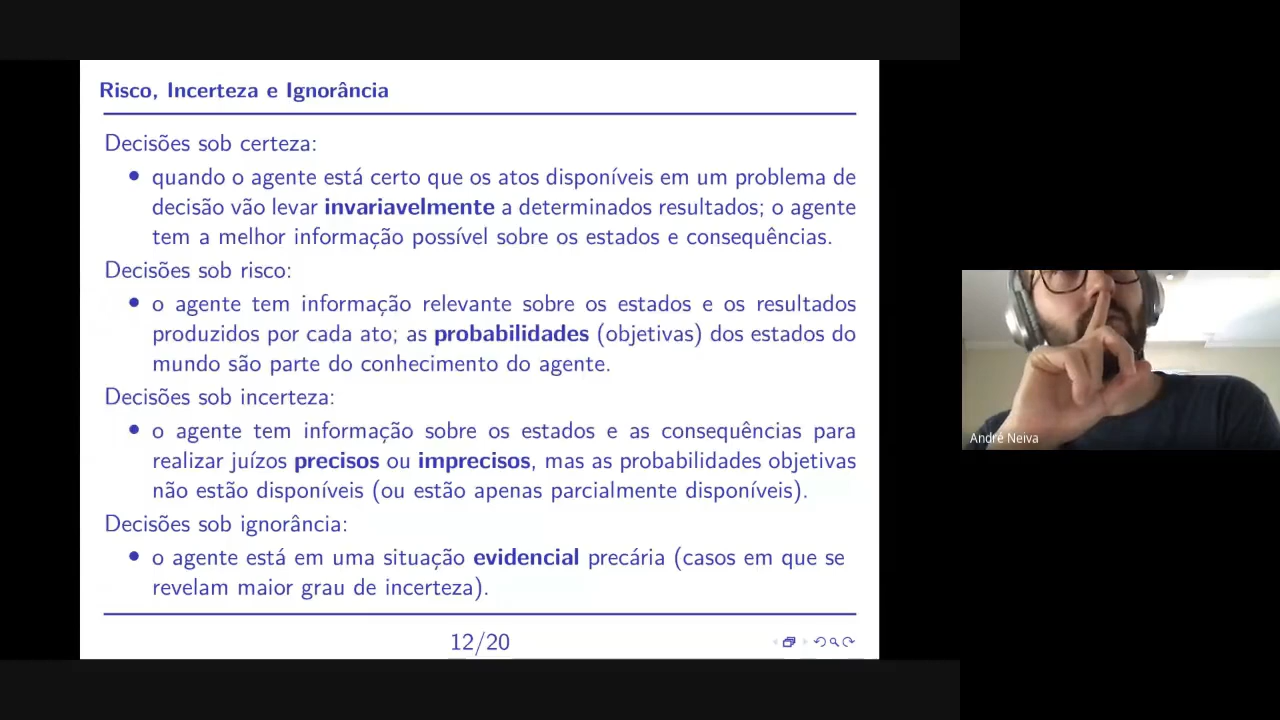 Risco, Incerteza e Ignorância
Decisões sob certeza:
• quando o agente está certo que os atos disponíveis em um problema de
decisão vão levar invariavelmente a determinados resultados; o agente
tem a melhor informação possível sobre os estados e consequências.
Decisões sob risco:
• o agente tem informação relevante sobre os estados e os resultados
produzidos por cada ato; as probabilidades (objetivas) dos estados do
mundo são parte do conhecimento do agente.
Decisões sob incerteza:
• o agente tem informação sobre os estados e as consequências para
realizar juízos precisos ou imprecisos, mas as probabilidades objetivas
não estão disponíveis (ou estão apenas parcialmente disponíveis).
Decisões sob ignorância:
• o agente está em uma situação evidencial precária (casos em que se
revelam maior grau de incerteza).
12/20
André Neiva